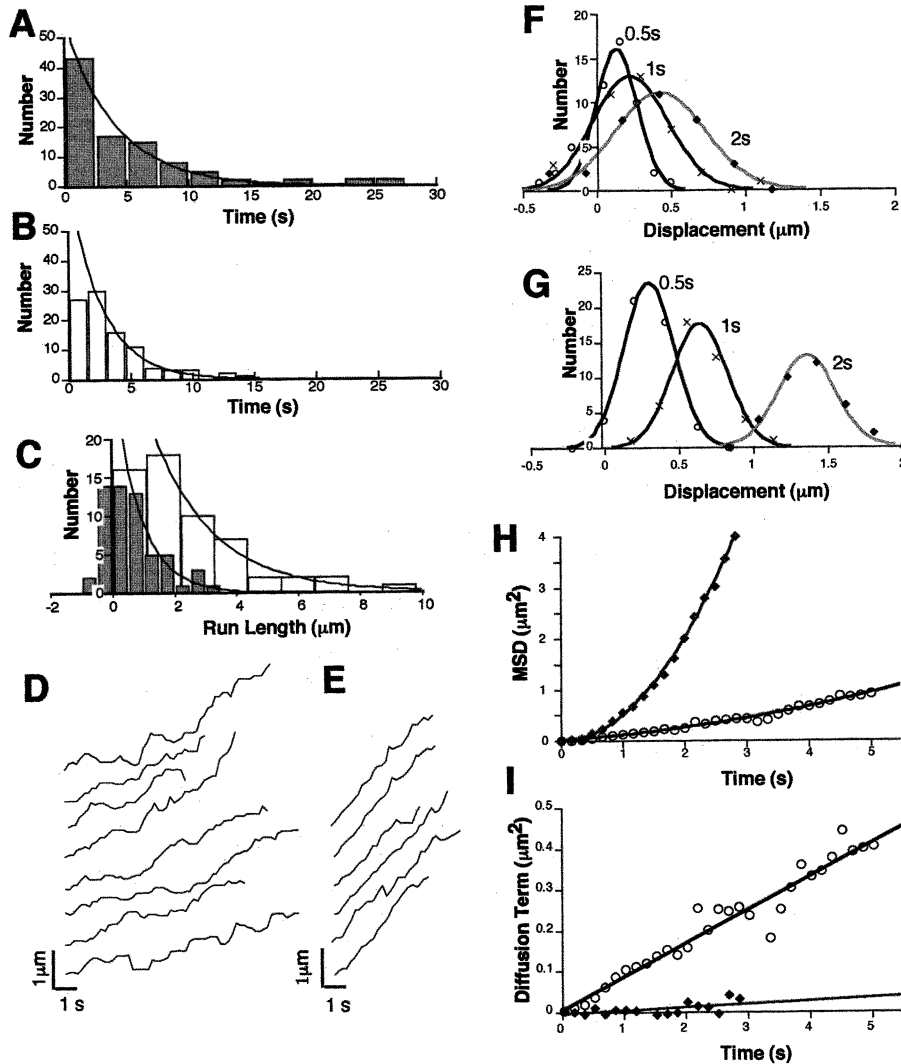 A
50
40
30
20
10
0
Number
0 5 10 15 20 25 30
Time (s)
B
50
40
30
20
10
0
Number
0 5 10 15 20 25 30
Time (s)
C
20
15
10
5
0
Number
-2 0 2 4 6 8 10
Run Length (μm)
D
1μm
1 s
E
1μm
1 s
F
20
15
10
5
0
Number
0.5s
1s
2s
-0.5 0 0.5 1 1.5 2
Displacement (μm)
G
25
20
15
10
5
0
Number
0.5s
1s
2s
-0.5 0 0.5 1 1.5 2
Displacement (μm)
H
4
3
2
1
0
MSD (μm²)
0 1 2 3 4 5
Time (s)
I
0.5
0.4
0.3
0.2
0.1
0
Diffusion Term (μm²)
0 1 2 3 4 5
Time (s)